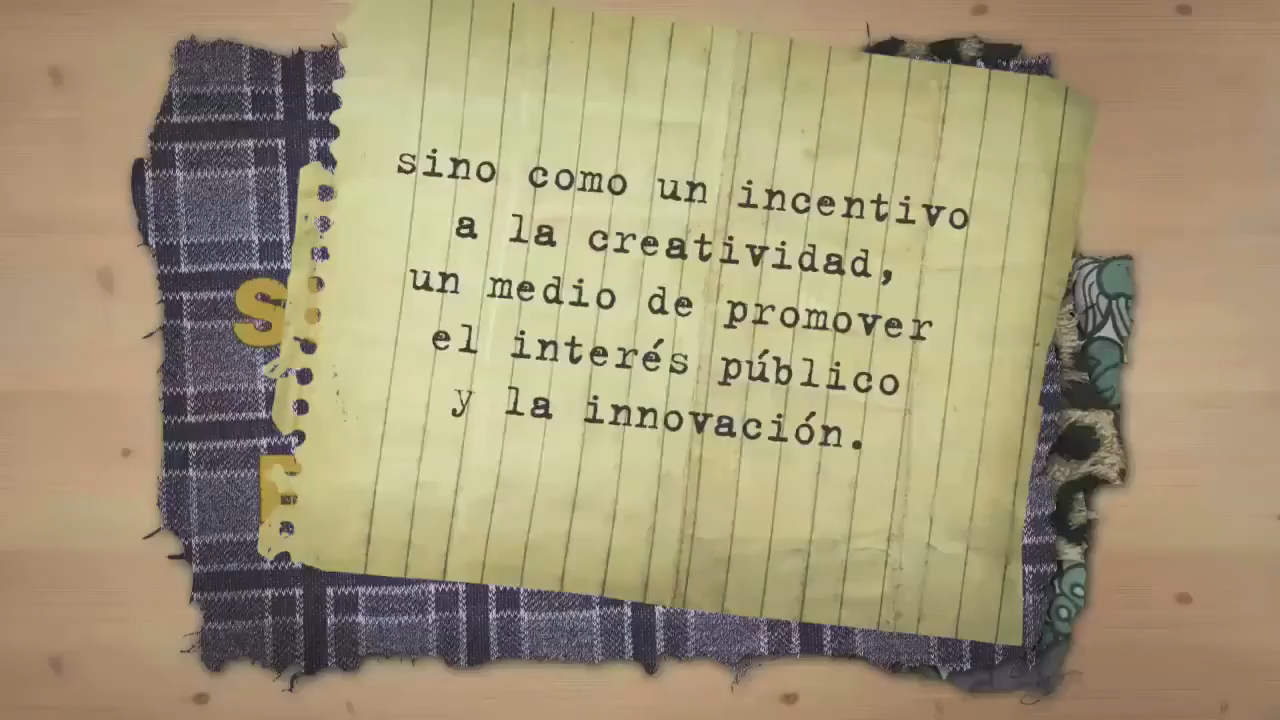 sino como un incentivo
a la creatividad,
un medio de promover
el interés público
y la innovación.